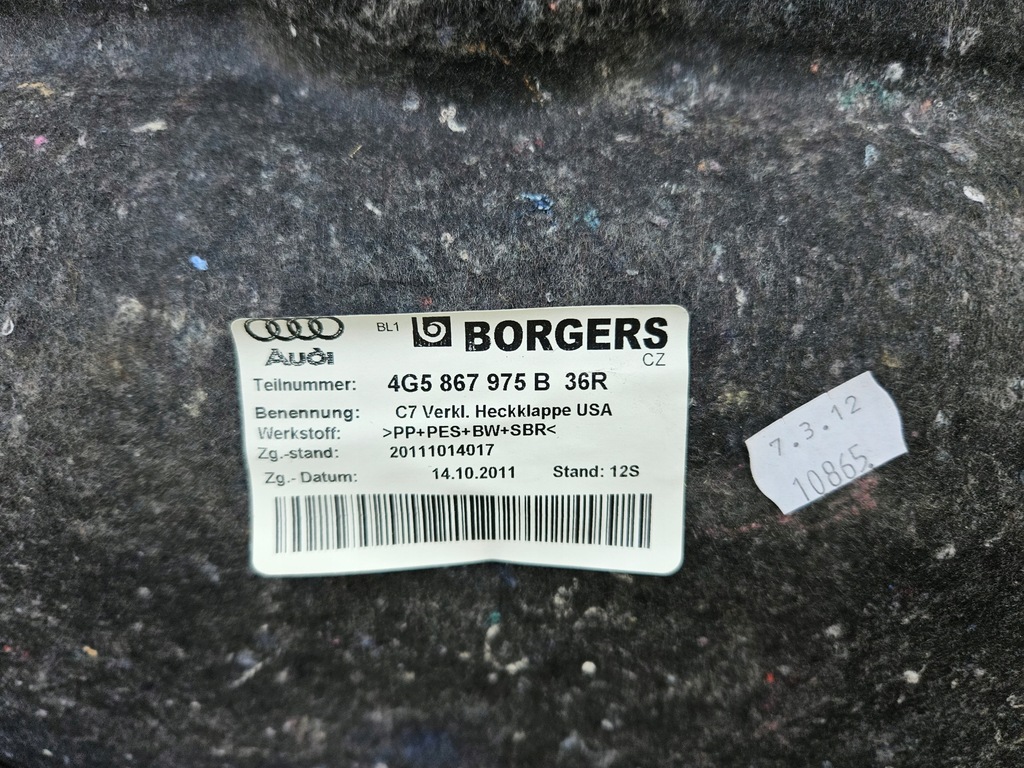 BL1 BORGERS
Audi
CZ
Teilnummer: 4G5 867 975 B 36R
Benennung: C7 Verkl. Heckklappe USA
Werkstoff: >PP+PES+BW+SBR<
Zg.-stand: 20111014017
Zg.- Datum: 14.10.2011 Stand: 12S
7.3.12
10865